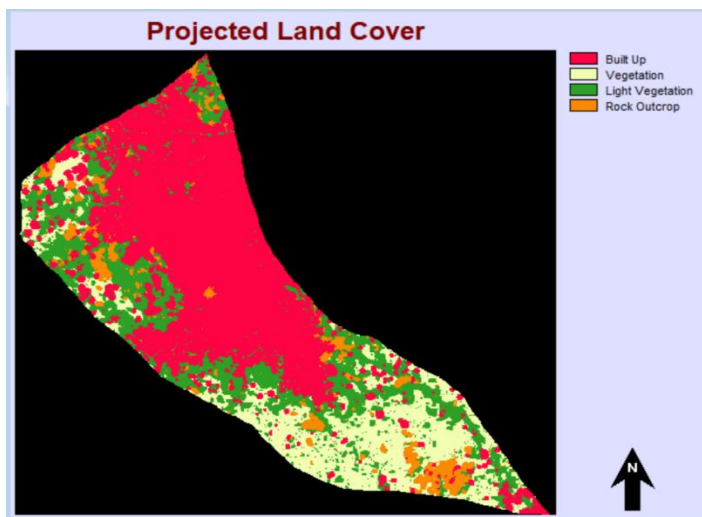 Projected Land Cover
Built Up
Vegetation
Light Vegetation
Rock Outcrop
N